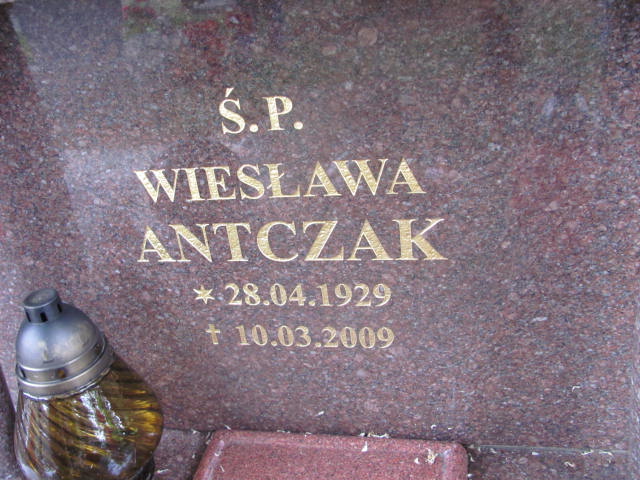 Ś.P.
WIESŁAWA
ANTCZAK
✶ 28.04.1929
† 10.03.2009